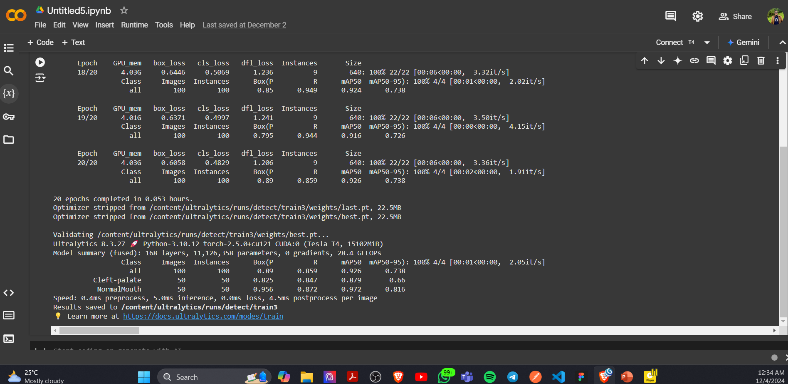 Untitled5.ipynb
File Edit View Insert Runtime Tools Help Last saved at December 2
Share
+ Code + Text
Connect T4
Gemini
Epoch GPU_mem box_loss cls_loss dfl_loss Instances Size
18/20 4.03G 0.6446 0.5069 1.236 9 640: 100% 22/22 [00:06<00:00, 3.32it/s]
Class Images Instances Box(P R mAP50 mAP50-95): 100% 4/4 [00:01<00:00, 2.02it/s]
all 100 100 0.85 0.949 0.924 0.738
Epoch GPU_mem box_loss cls_loss dfl_loss Instances Size
19/20 4.01G 0.6371 0.4997 1.241 9 640: 100% 22/22 [00:06<00:00, 3.50it/s]
Class Images Instances Box(P R mAP50 mAP50-95): 100% 4/4 [00:00<00:00, 4.15it/s]
all 100 100 0.795 0.944 0.916 0.726
Epoch GPU_mem box_loss cls_loss dfl_loss Instances Size
20/20 4.03G 0.6058 0.4829 1.206 9 640: 100% 22/22 [00:06<00:00, 3.36it/s]
Class Images Instances Box(P R mAP50 mAP50-95): 100% 4/4 [00:02<00:00, 1.91it/s]
all 100 100 0.89 0.859 0.926 0.738
20 epochs completed in 0.053 hours.
Optimizer stripped from /content/ultralytics/runs/detect/train3/weights/last.pt, 22.5MB
Optimizer stripped from /content/ultralytics/runs/detect/train3/weights/best.pt, 22.5MB
Validating /content/ultralytics/runs/detect/train3/weights/best.pt...
Ultralytics 8.3.27 🚀 Python-3.10.12 torch-2.5.0+cu121 CUDA:0 (Tesla T4, 15102MiB)
Model summary (fused): 168 layers, 11,126,358 parameters, 0 gradients, 28.4 GFLOPs
Class Images Instances Box(P R mAP50 mAP50-95): 100% 4/4 [00:01<00:00, 2.05it/s]
all 100 100 0.89 0.859 0.926 0.738
Cleft-palate 50 50 0.825 0.847 0.879 0.66
NormalMouth 50 50 0.956 0.872 0.972 0.816
Speed: 0.4ms preprocess, 5.0ms inference, 0.0ms loss, 4.5ms postprocess per image
Results saved to /content/ultralytics/runs/detect/train3
💡 Learn more at https://docs.ultralytics.com/modes/train
25°C
Mostly cloudy
Search
12:34 AM
12/4/2024